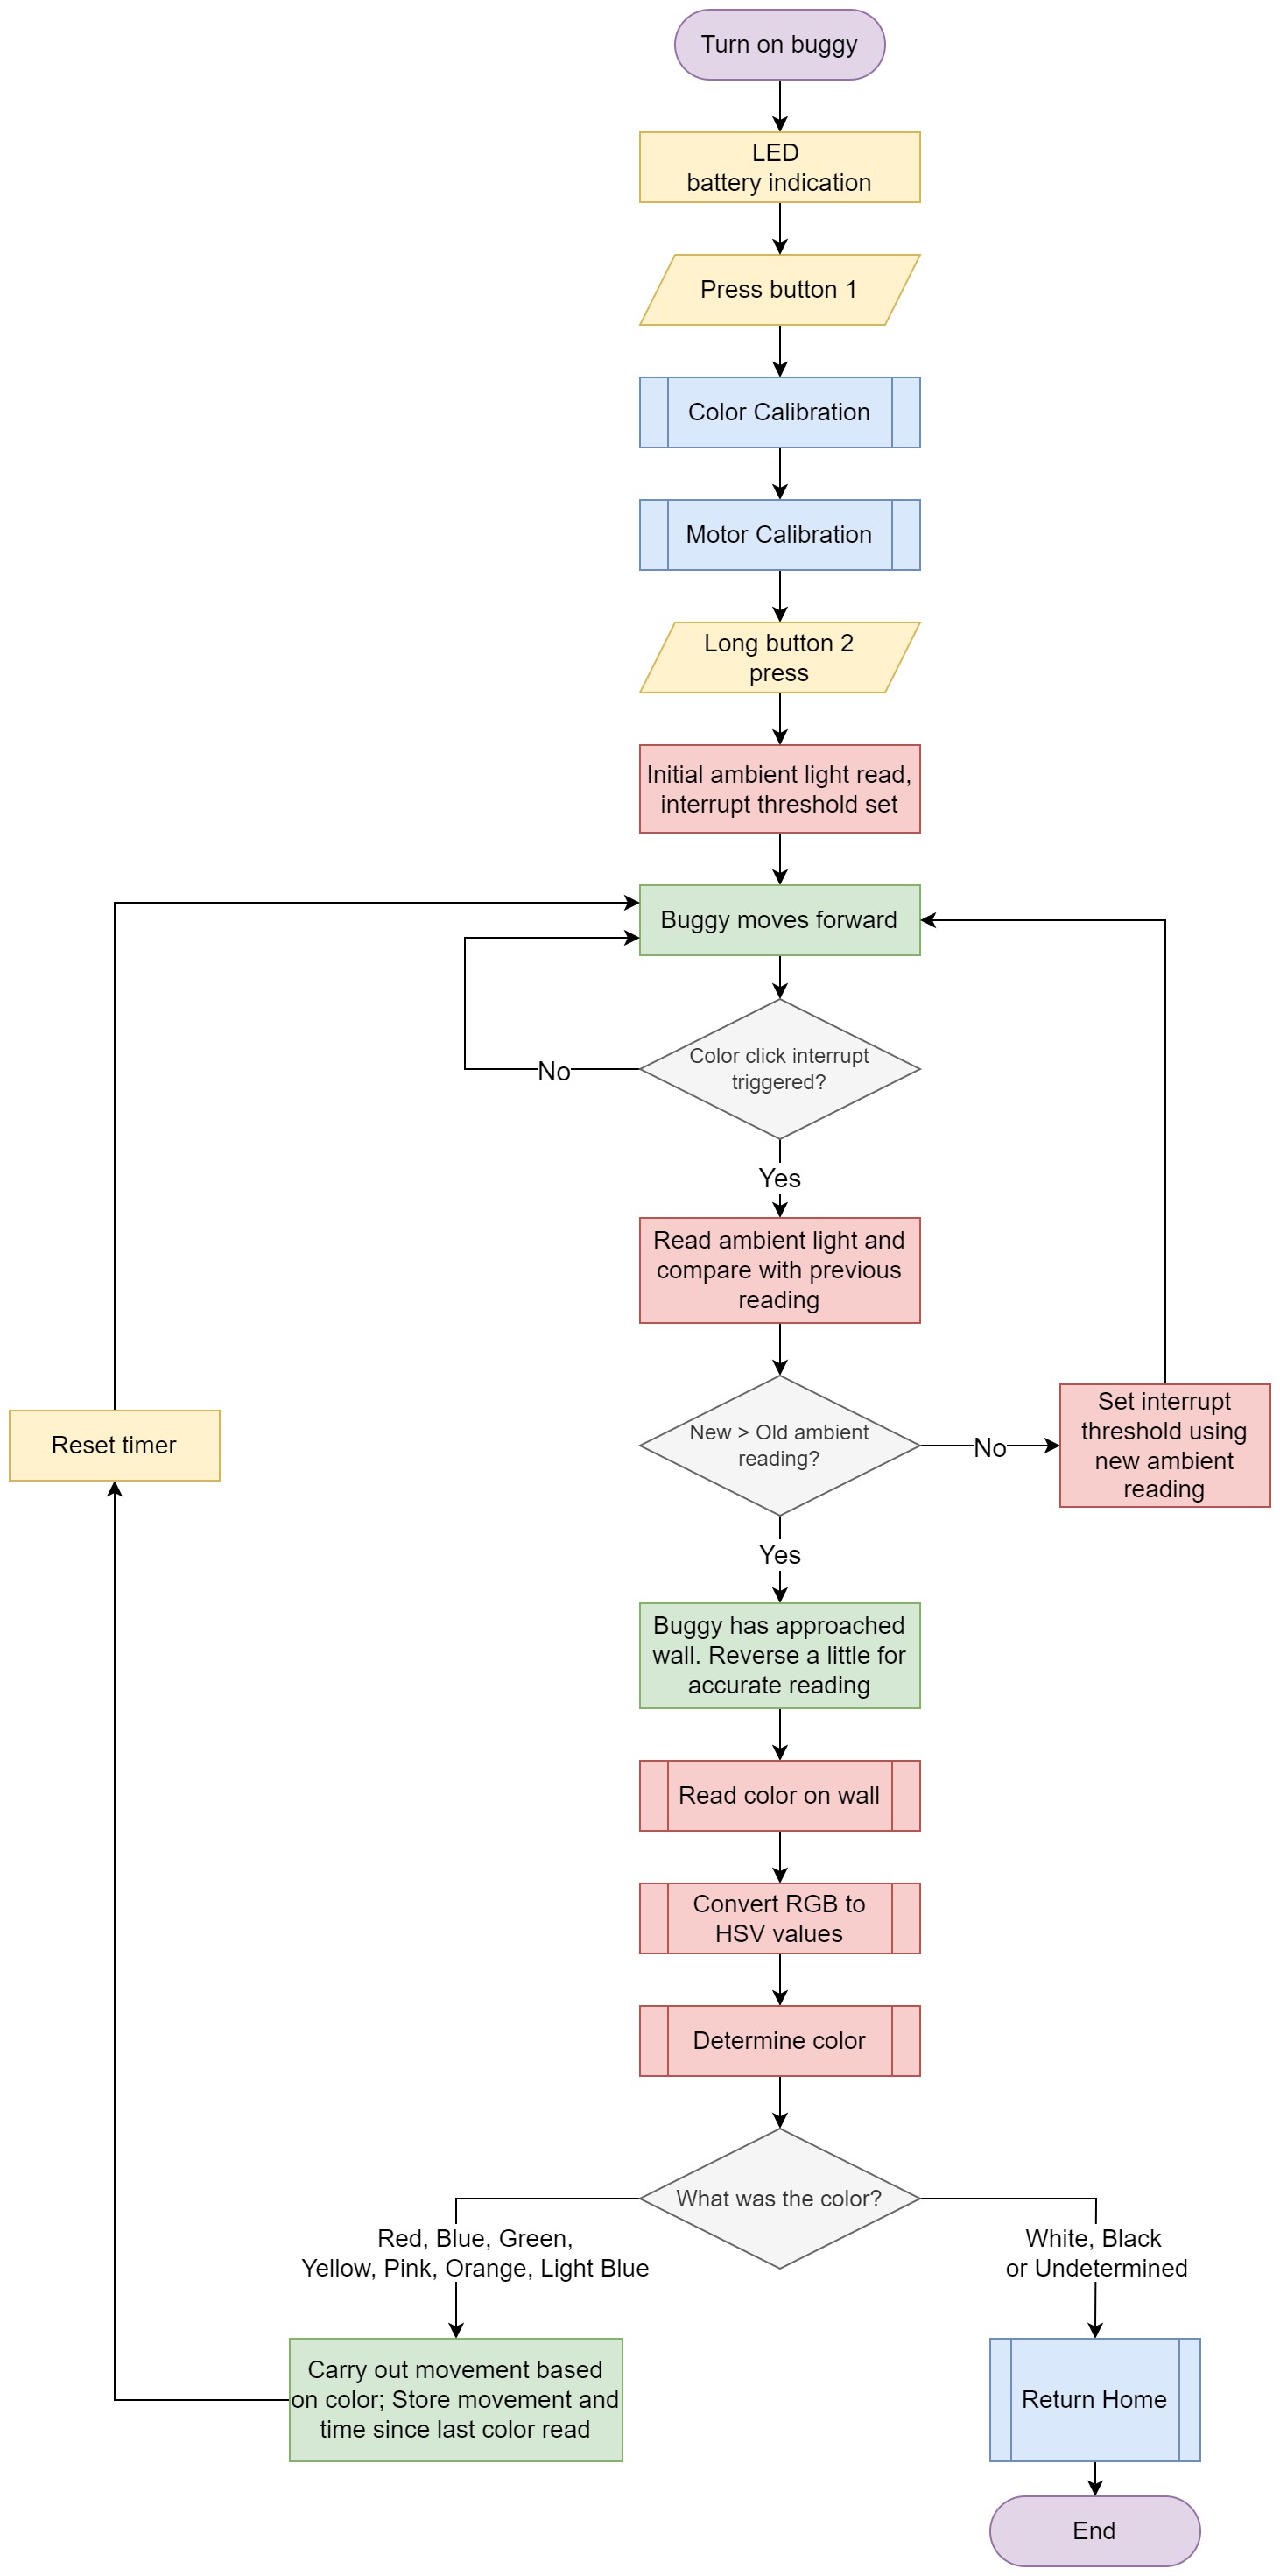 Turn on buggy
LED
battery indication
Press button 1
Color Calibration
Motor Calibration
Long button 2
press
Initial ambient light read,
interrupt threshold set
Buggy moves forward
Color click interrupt
triggered?
No
Yes
Read ambient light and
compare with previous
reading
New > Old ambient
reading?
No
Set interrupt
threshold using
new ambient
reading
Reset timer
Yes
Buggy has approached
wall. Reverse a little for
accurate reading
Read color on wall
Convert RGB to
HSV values
Determine color
What was the color?
Red, Blue, Green,
Yellow, Pink, Orange, Light Blue
White, Black
or Undetermined
Carry out movement based
on color; Store movement and
time since last color read
Return Home
End